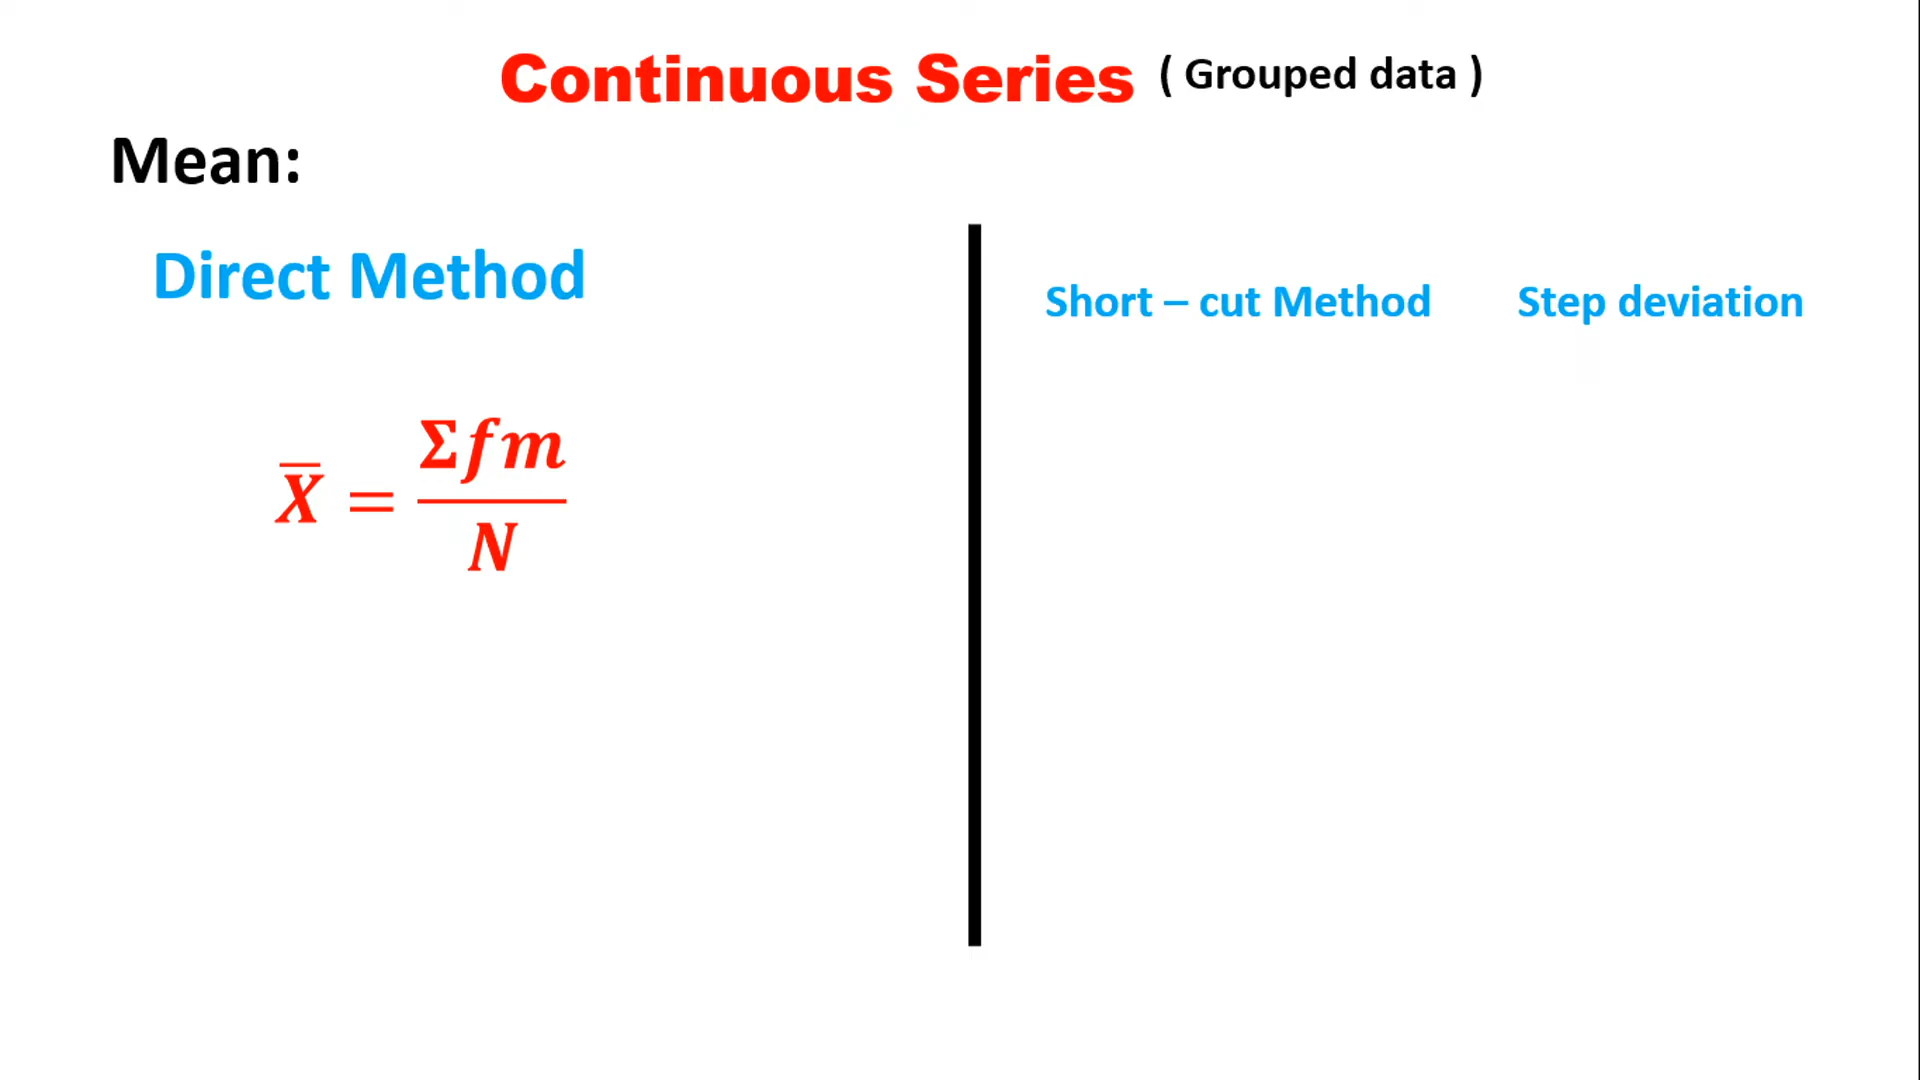 Continuous Series ( Grouped data )
Mean:
Direct Method
X̅ = Σfm / N
Short – cut Method
Step deviation